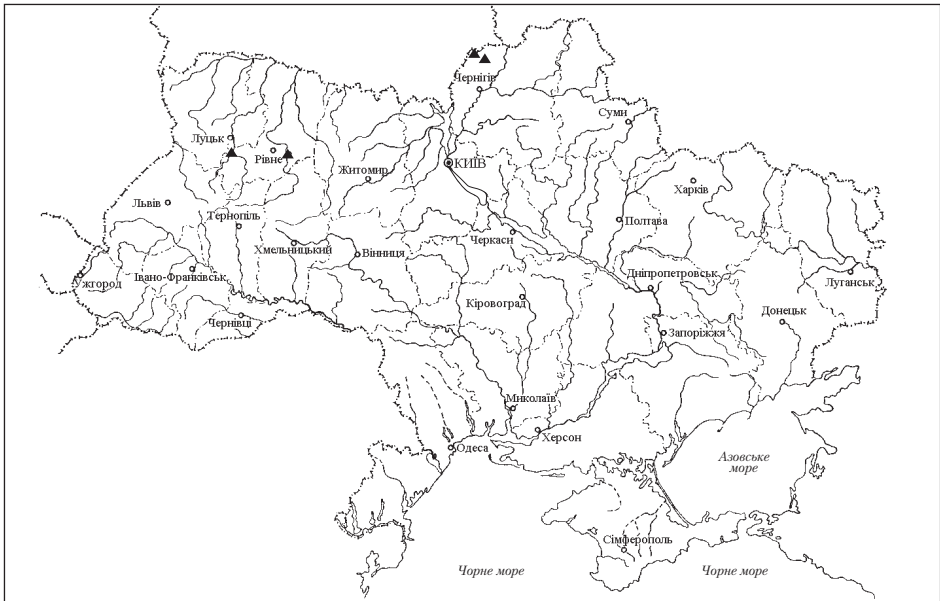 Чернігів
Суми
Луцьк
Рівне
КИЇВ
Житомир
Харків
Львів
Тернопіль
Полтава
Черкаси
Хмельницький
Вінниця
Івано-Франківськ
Ужгород
Дніпропетровськ
Луганськ
Кіровоград
Донецьк
Чернівці
Запоріжжя
Миколаїв
Херсон
Одеса
Азовське
море
Сімферополь
Чорне море
Чорне море